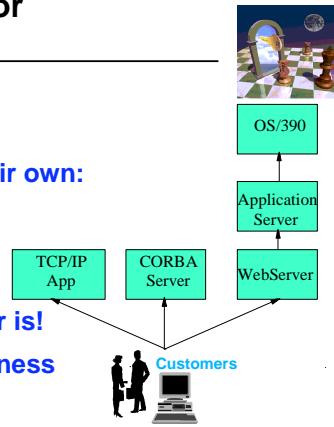 or
ir own:
r is!
ness
OS/390
Application
Server
TCP/IP
App
CORBA
Server
WebServer
Customers